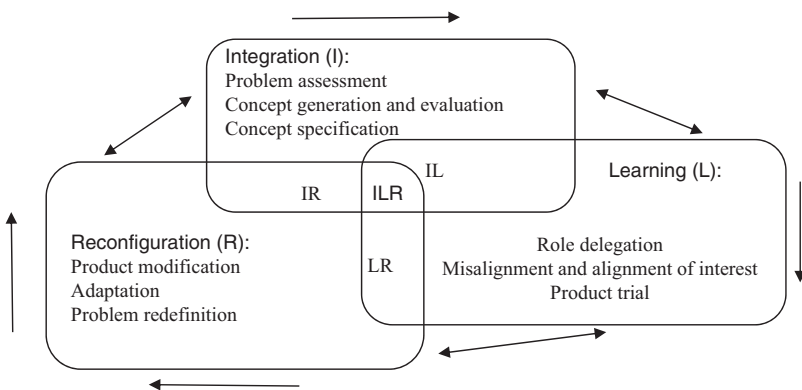 Integration (I):
Problem assessment
Concept generation and evaluation
Concept specification
IL
Learning (L):
IR
ILR
Reconfiguration (R):
Product modification
Adaptation
Problem redefinition
LR
Role delegation
Misalignment and alignment of interest
Product trial